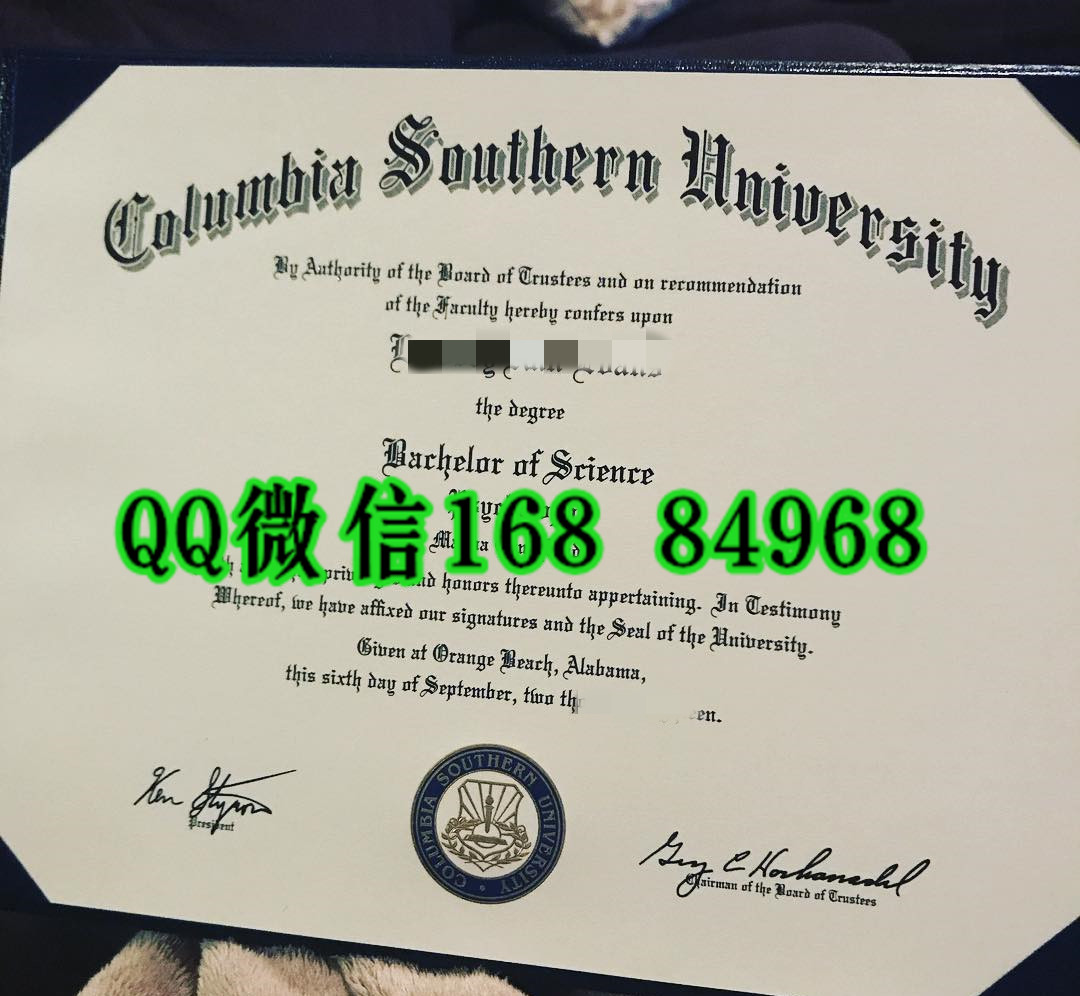 Columbia Southern University
By Authority of the Board of Trustees and on recommendation
of the Faculty hereby confers upon
the degree
Bachelor of Science
QQ微信168 84968
and honors thereunto appertaining. In Testimony
Whereof, we have affixed our signatures and the Seal of the University.
Given at Orange Beach, Alabama,
this sixth day of September, two
Ken Styron
President
COLUMBIA SOUTHERN UNIVERSITY
Chairman of the Board of Trustees